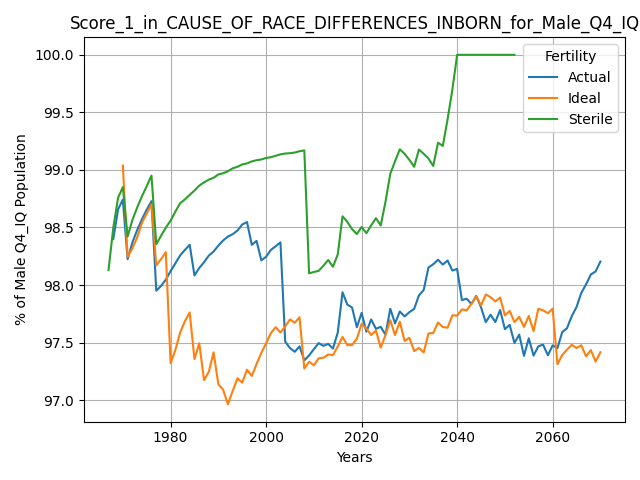 Score_1_in_CAUSE_OF_RACE_DIFFERENCES_INBORN_for_Male_Q4_IQ
% of Male Q4_IQ Population
100.0
99.5
99.0
98.5
98.0
97.5
97.0
Fertility
Actual
Ideal
Sterile
1980
2000
2020
2040
2060
Years